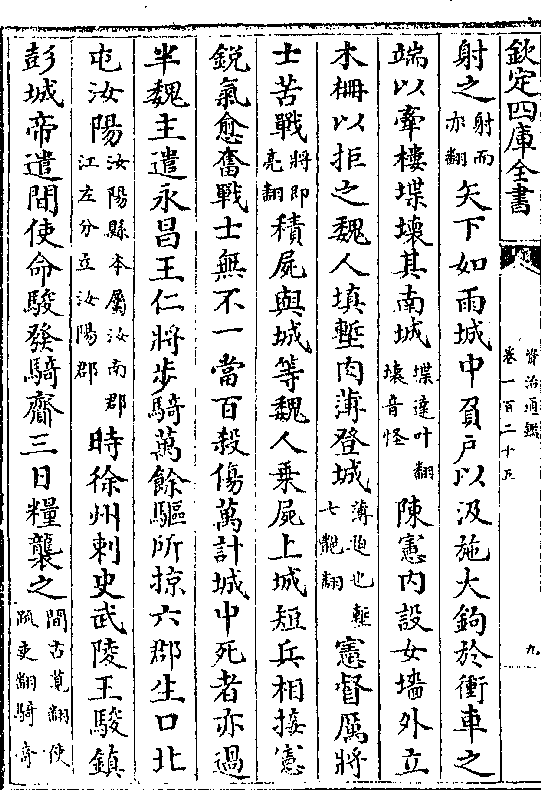 欽定四庫全書
資治通鑑
卷一百二十五
九
射之射而亦翻矢下如雨城中負戶以汲施大鉤於衝車之
端以牽樓堞壞其南城堞達叶翻壞音怪陳憲內設女墻外立
木柵以拒之魏人填塹肉薄登城薄迫也塹七豔翻憲督厲將
士苦戰將即亮翻積屍與城等魏人乗屍上城短兵相接憲
銳氣愈奮戰士無不一當百殺傷萬計城中死者亦過
半魏主遣永昌王仁將步騎萬餘驅所掠六郡生口北
屯汝陽汝陽縣本屬汝南郡江左分立汝陽郡時徐州刺史武陵王駿鎮
彭城帝遣間使命駿發騎齎三日糧襲之間古莧翻使疏吏翻騎奇